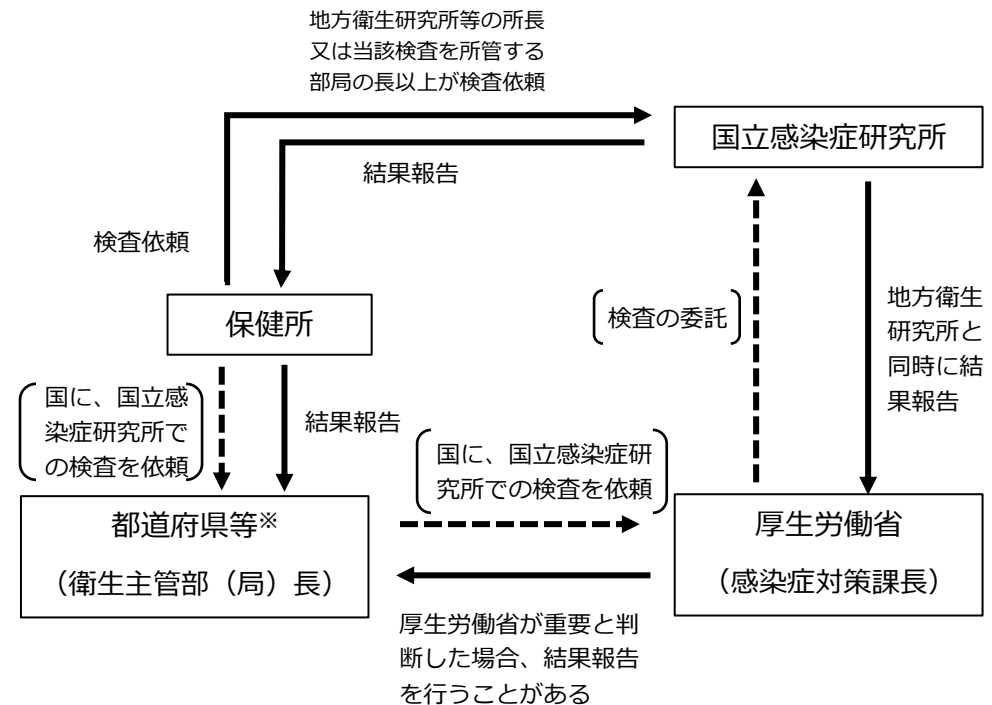 地方衛生研究所等の所長
又は当該検査を所管する
部局の長以上が検査依頼
国立感染症研究所
結果報告
検査依頼
保健所
検査の委託
地方衛生
研究所と
同時に結
果報告
国に、国立感
染症研究所で
の検査を依頼
結果報告
国に、国立感染症研
究所での検査を依頼
都道府県等※
（衛生主管部（局）長）
厚生労働省
（感染症対策課長）
厚生労働省が重要と判
断した場合、結果報告
を行うことがある